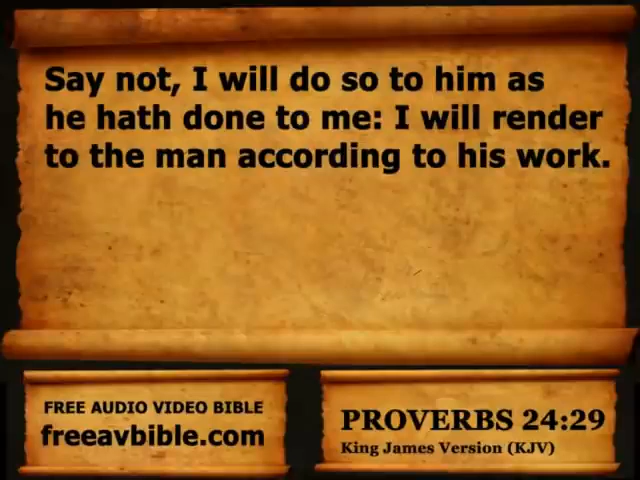 Say not, I will do so to him as
he hath done to me: I will render
to the man according to his work.
FREE AUDIO VIDEO BIBLE
freeavbible.com
PROVERBS 24:29
King James Version (KJV)